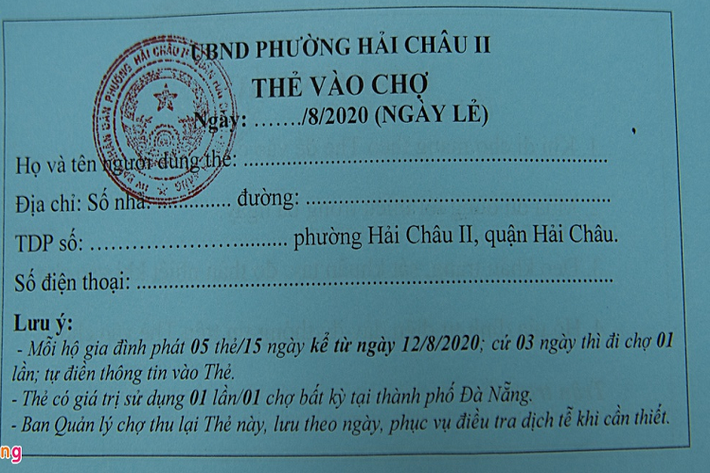 UBND PHƯỜNG HẢI CHÂU II
THẺ VÀO CHỢ
Ngày: ......./8/2020 (NGÀY LẺ)
Họ và tên người dùng thẻ: ..........................................................
Địa chỉ: Số nhà: ............. đường: ................................................
TDP số: ................................ phường Hải Châu II, quận Hải Châu.
Số điện thoại: ..............................................................................
Lưu ý:
- Mỗi hộ gia đình phát 05 thẻ/15 ngày kể từ ngày 12/8/2020; cứ 03 ngày thì đi chợ 01
lần; tự điền thông tin vào Thẻ.
- Thẻ có giá trị sử dụng 01 lần/01 chợ bất kỳ tại thành phố Đà Nẵng.
- Ban Quản lý chợ thu lại Thẻ này, lưu theo ngày, phục vụ điều tra dịch tễ khi cần thiết.
ng